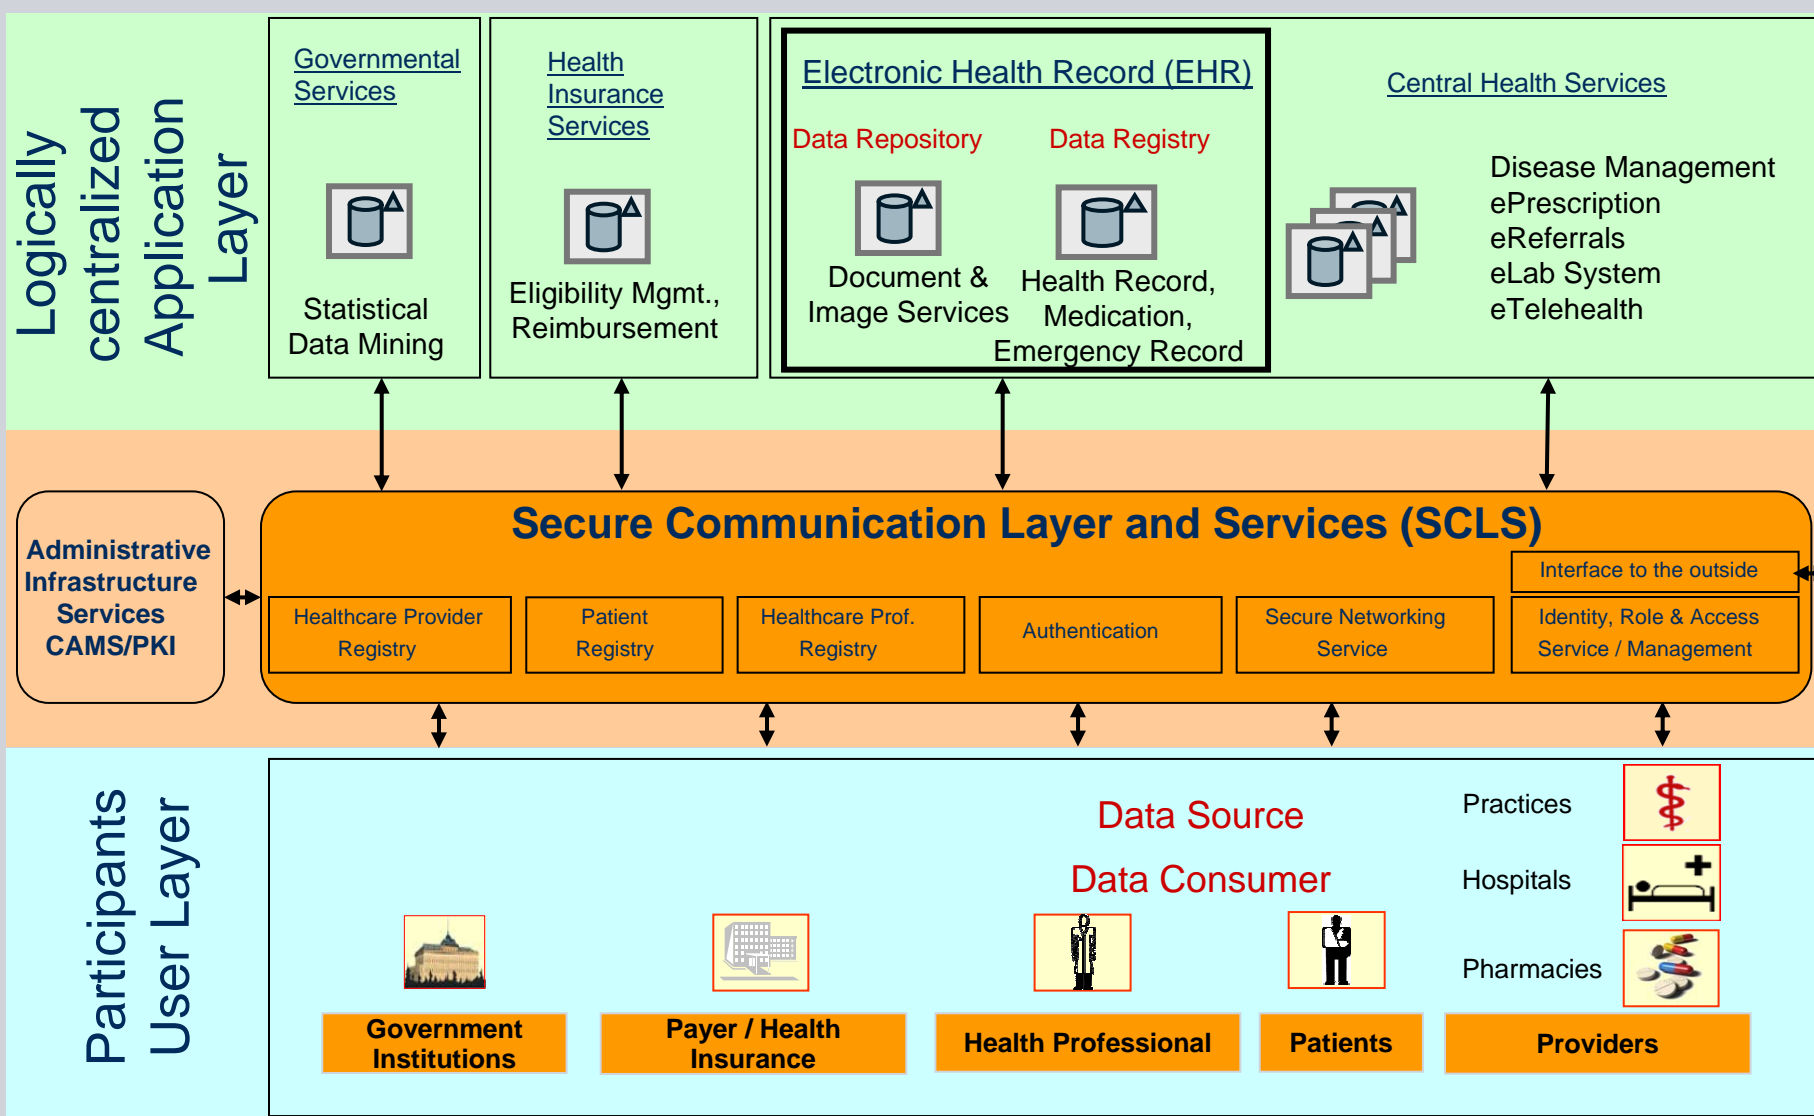 Logically
centralized
Application
Layer
Governmental
Services
Statistical
Data Mining
Health
Insurance
Services
Eligibility Mgmt.,
Reimbursement
Electronic Health Record (EHR)
Data Repository
Document &
Image Services
Data Registry
Health Record,
Medication,
Emergency Record
Central Health Services
Disease Management
ePrescription
eReferrals
eLab System
eTelehealth
Administrative
Infrastructure
Services
CAMS/PKI
Secure Communication Layer and Services (SCLS)
Interface to the outside
Healthcare Provider
Registry
Patient
Registry
Healthcare Prof.
Registry
Authentication
Secure Networking
Service
Identity, Role & Access
Service / Management
Participants
User Layer
Data Source
Data Consumer
Practices
Hospitals
Pharmacies
Government
Institutions
Payer / Health
Insurance
Health Professional
Patients
Providers